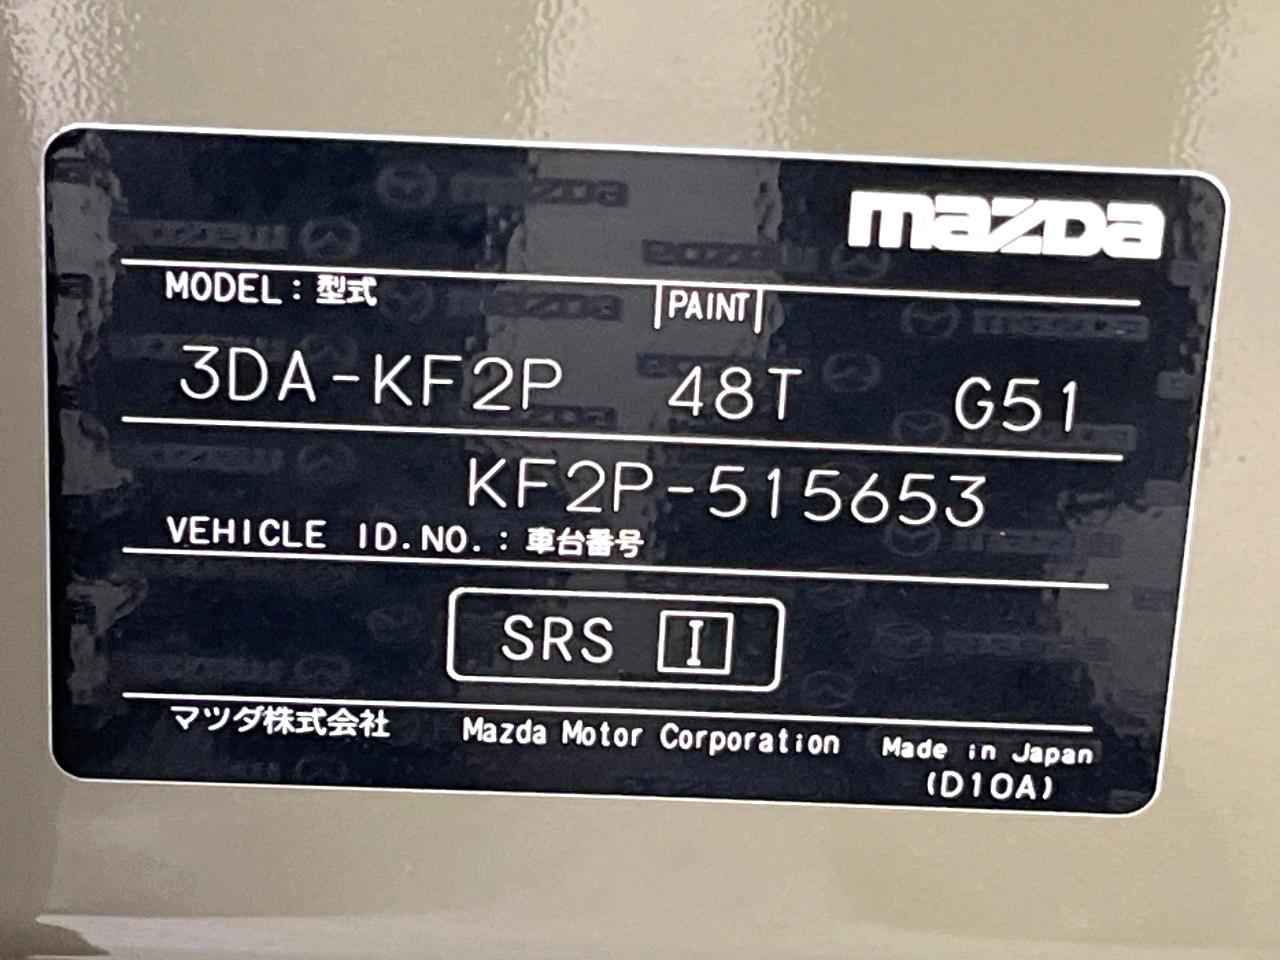 mazda
MODEL : 型式 PAINT
3DA-KF2P 48T G51
KF2P-515653
VEHICLE ID.NO. : 車台番号
SRS I
マツダ株式会社 Mazda Motor Corporation Made in Japan
(D10A)